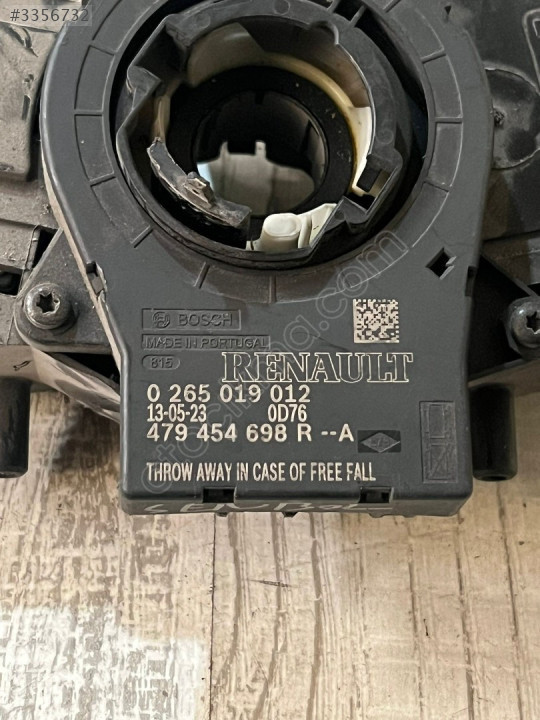 #3356732
BOSCH
MADE IN PORTUGAL
815
RENAULT
0 265 019 012
13-05-23 0D76
479 454 698 R --A
THROW AWAY IN CASE OF FREE FALL